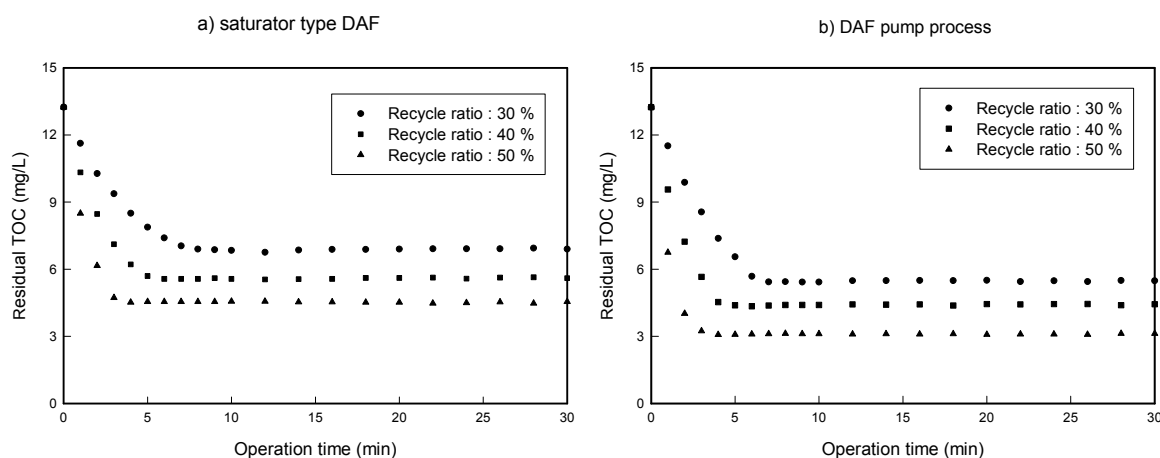 a) saturator type DAF
15
12
9
6
3
0
Residual TOC (mg/L)
Recycle ratio : 30 %
Recycle ratio : 40 %
Recycle ratio : 50 %
0 5 10 15 20 25 30
Operation time (min)
b) DAF pump process
15
12
9
6
3
0
Residual TOC (mg/L)
Recycle ratio : 30 %
Recycle ratio : 40 %
Recycle ratio : 50 %
0 5 10 15 20 25 30
Operation time (min)